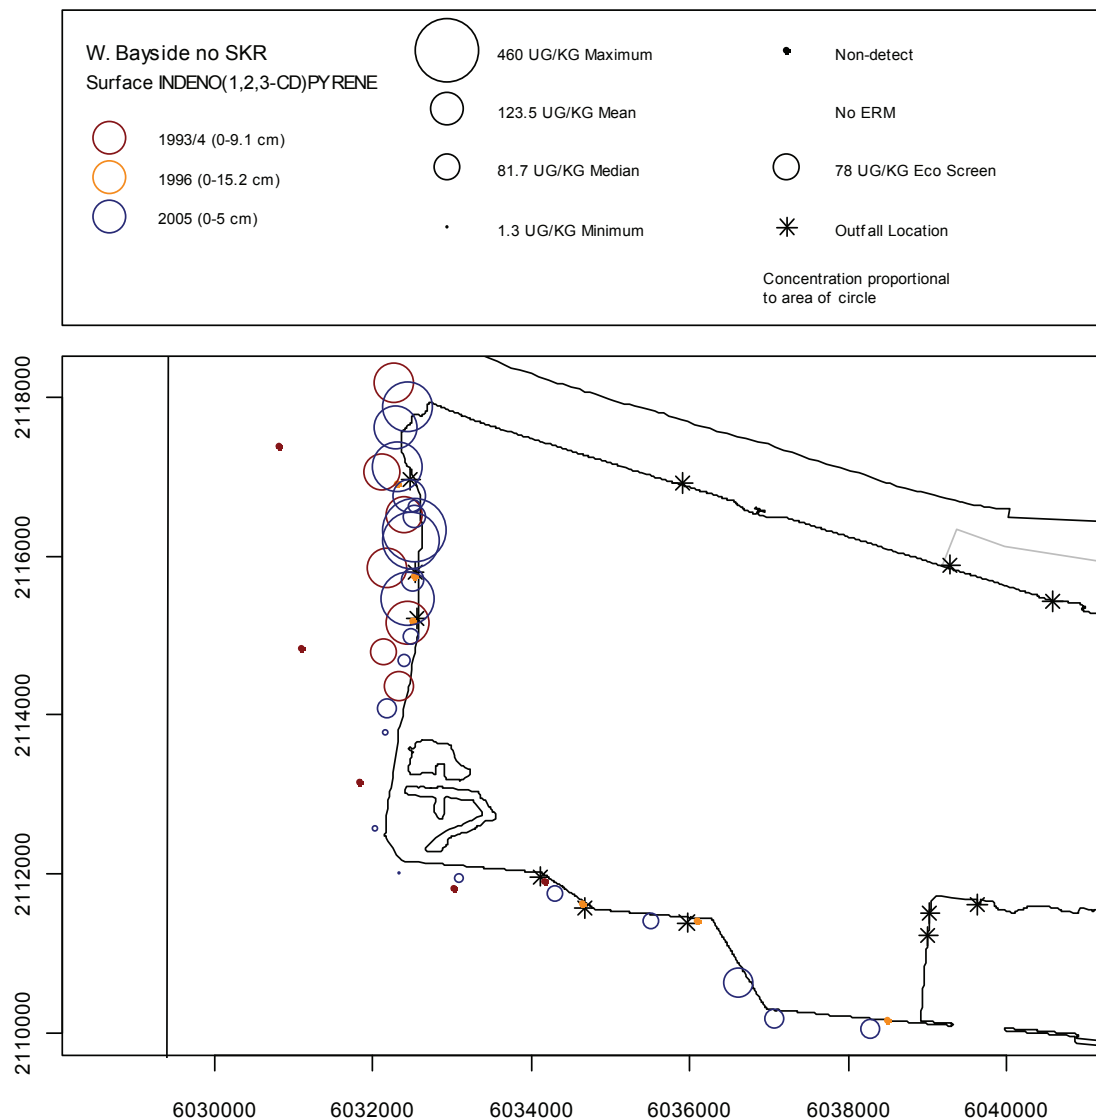 W. Bayside no SKR
Surface INDENO(1,2,3-CD)PYRENE
1993/4 (0-9.1 cm)
1996 (0-15.2 cm)
2005 (0-5 cm)
460 UG/KG Maximum
123.5 UG/KG Mean
81.7 UG/KG Median
1.3 UG/KG Minimum
Non-detect
No ERM
78 UG/KG Eco Screen
Outfall Location
Concentration proportional
to area of circle
2118000
2116000
2114000
2112000
2110000
6030000 6032000 6034000 6036000 6038000 6040000